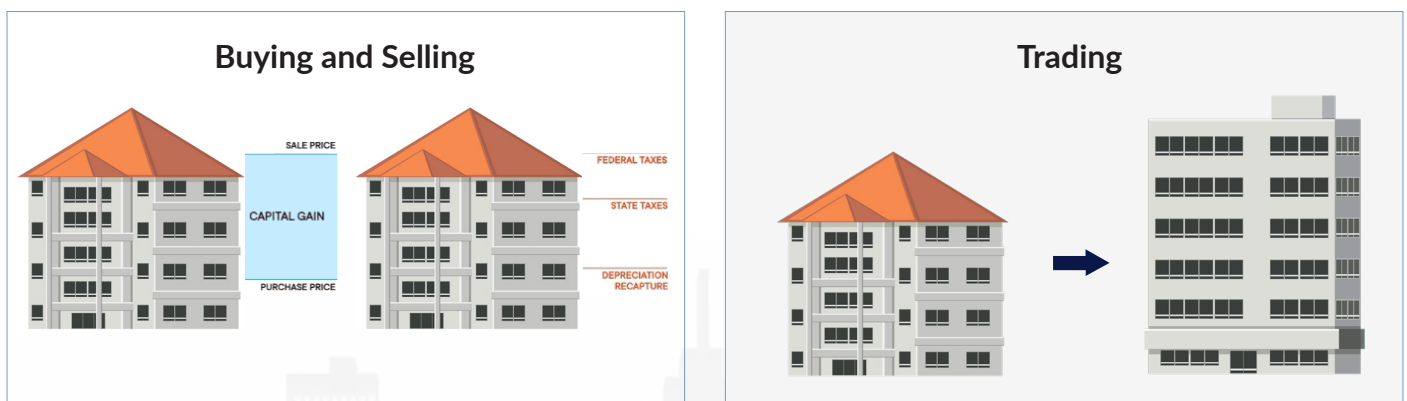 Buying and Selling
SALE PRICE
CAPITAL GAIN
PURCHASE PRICE
FEDERAL TAXES
STATE TAXES
DEPRECIATION
RECAPTURE
Trading